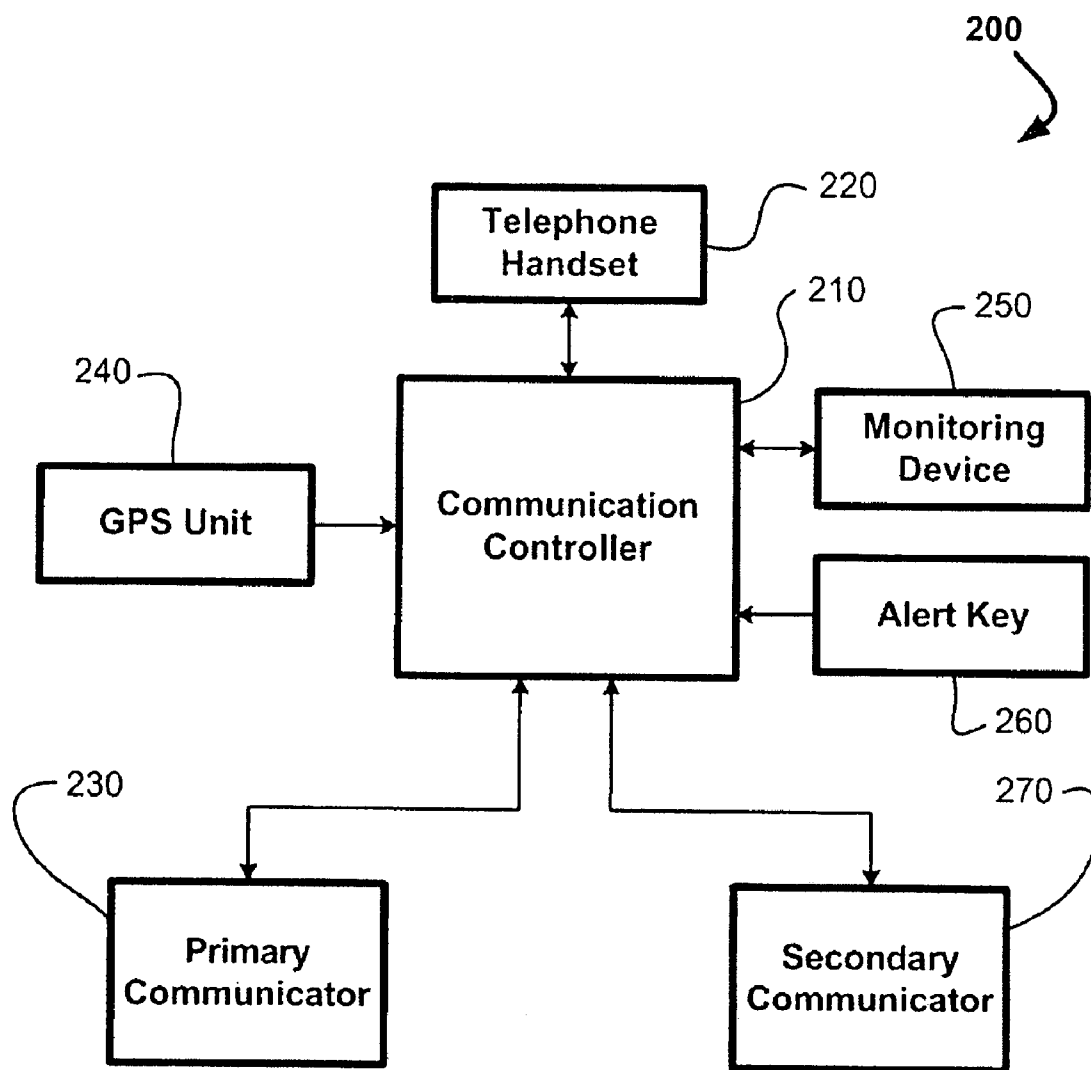 200
220
Telephone
Handset
210
250
240
Monitoring
Device
GPS Unit
Communication
Controller
Alert Key
260
230
270
Primary
Communicator
Secondary
Communicator